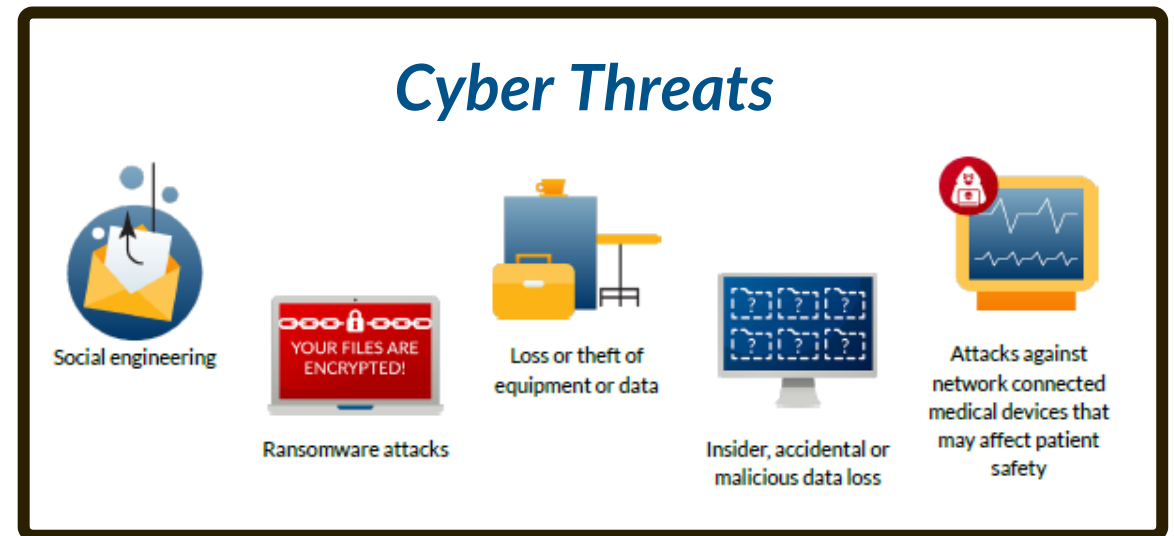 Cyber Threats
Social engineering
YOUR FILES ARE
ENCRYPTED!
Ransomware attacks
Loss or theft of
equipment or data
? ? ?
? ? ?
Insider, accidental or
malicious data loss
Attacks against
network connected
medical devices that
may affect patient
safety